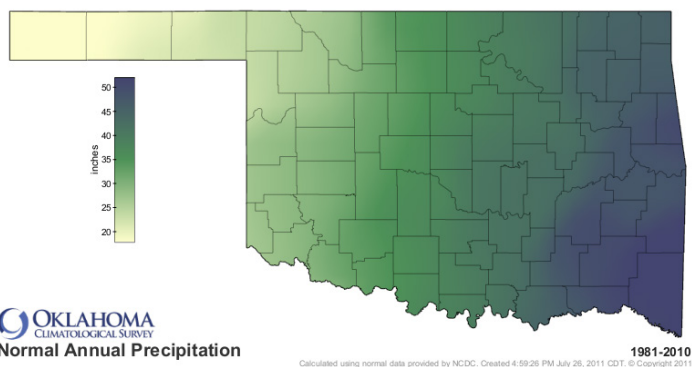 50
45
40
35
30
25
20
inches
OKLAHOMA
CLIMATOLOGICAL SURVEY
Normal Annual Precipitation
1981-2010
Calculated using normal data provided by NCDC. Created 4:59:26 PM July 26, 2011 CDT. © Copyright 2011